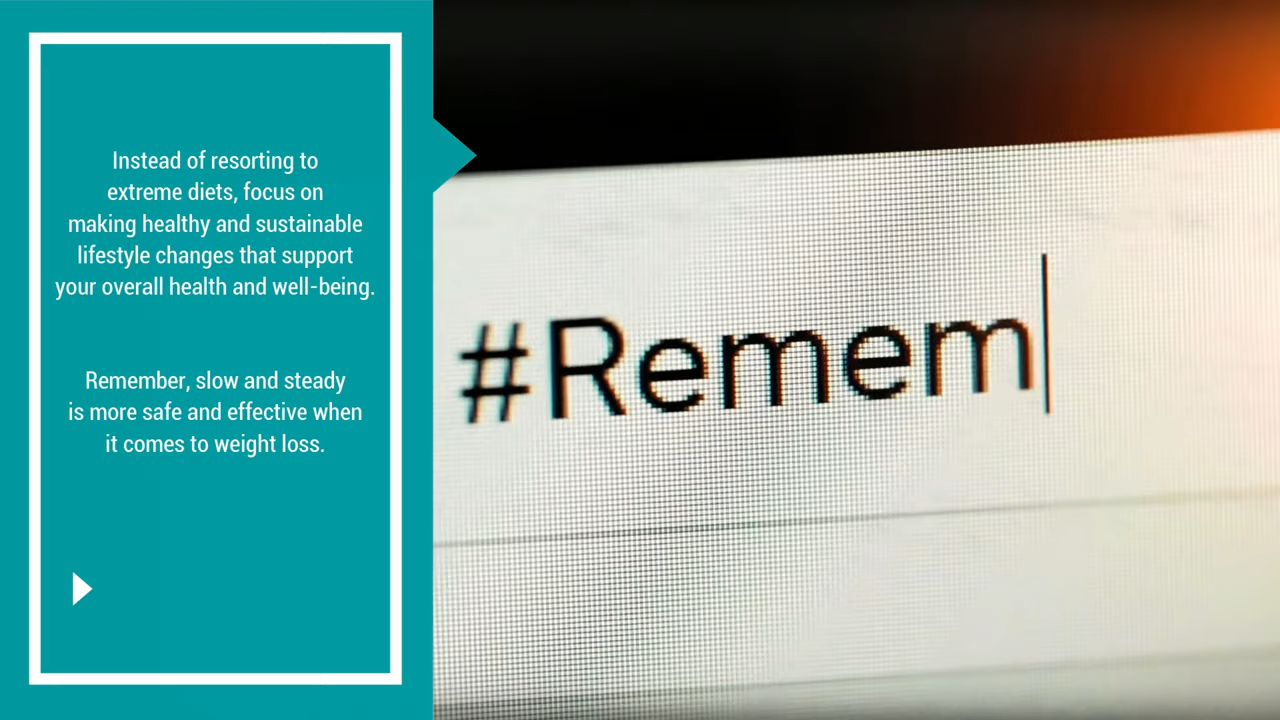 Instead of resorting to
extreme diets, focus on
making healthy and sustainable
lifestyle changes that support
your overall health and well-being.
Remember, slow and steady
is more safe and effective when
it comes to weight loss.
#Remem